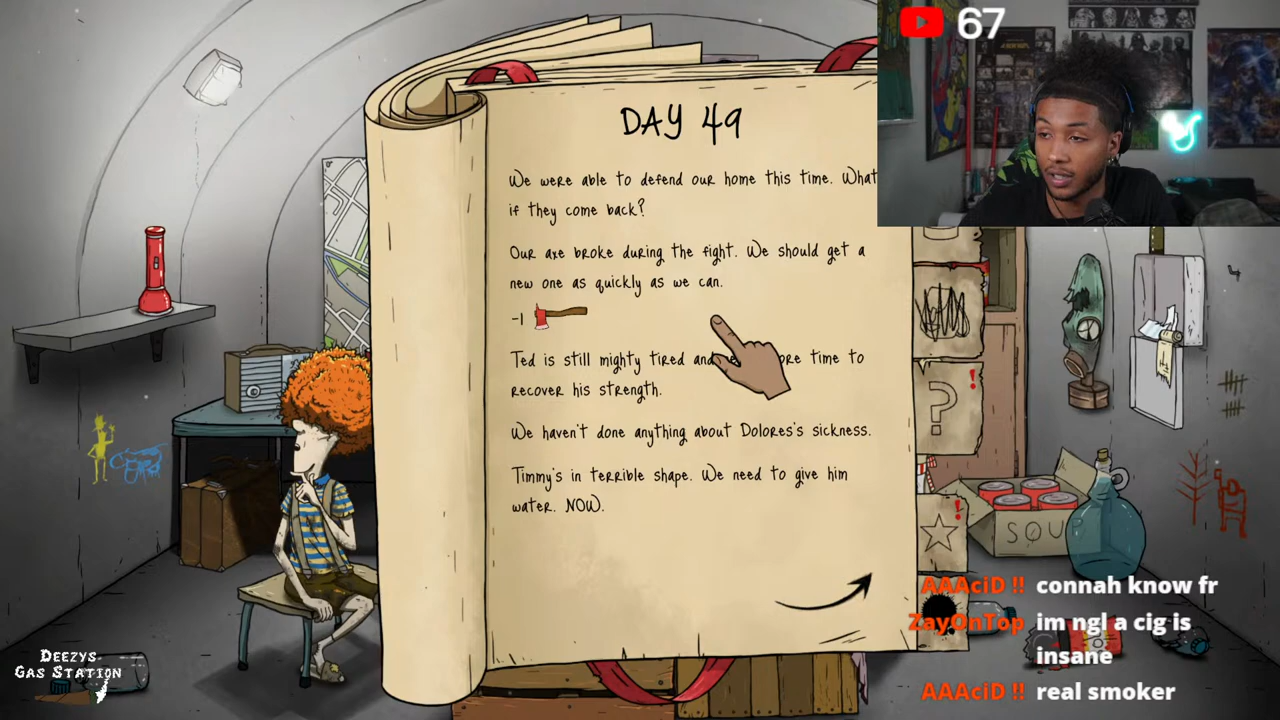 67
DAY 49
We were able to defend our home this time. What
if they come back?
Our axe broke during the fight. We should get a
new one as quickly as we can.
-1
Ted is still mighty tired and time to
recover his strength.
We haven't done anything about Dolores's sickness.
Timmy's in terrible shape. We need to give him
water. NOW.
?
!
!
SOU
DEEZYS
GAS STATION
AAAciD !! connah know fr
ZayOnTop im ngl a cig is
insane
AAAciD !! real smoker